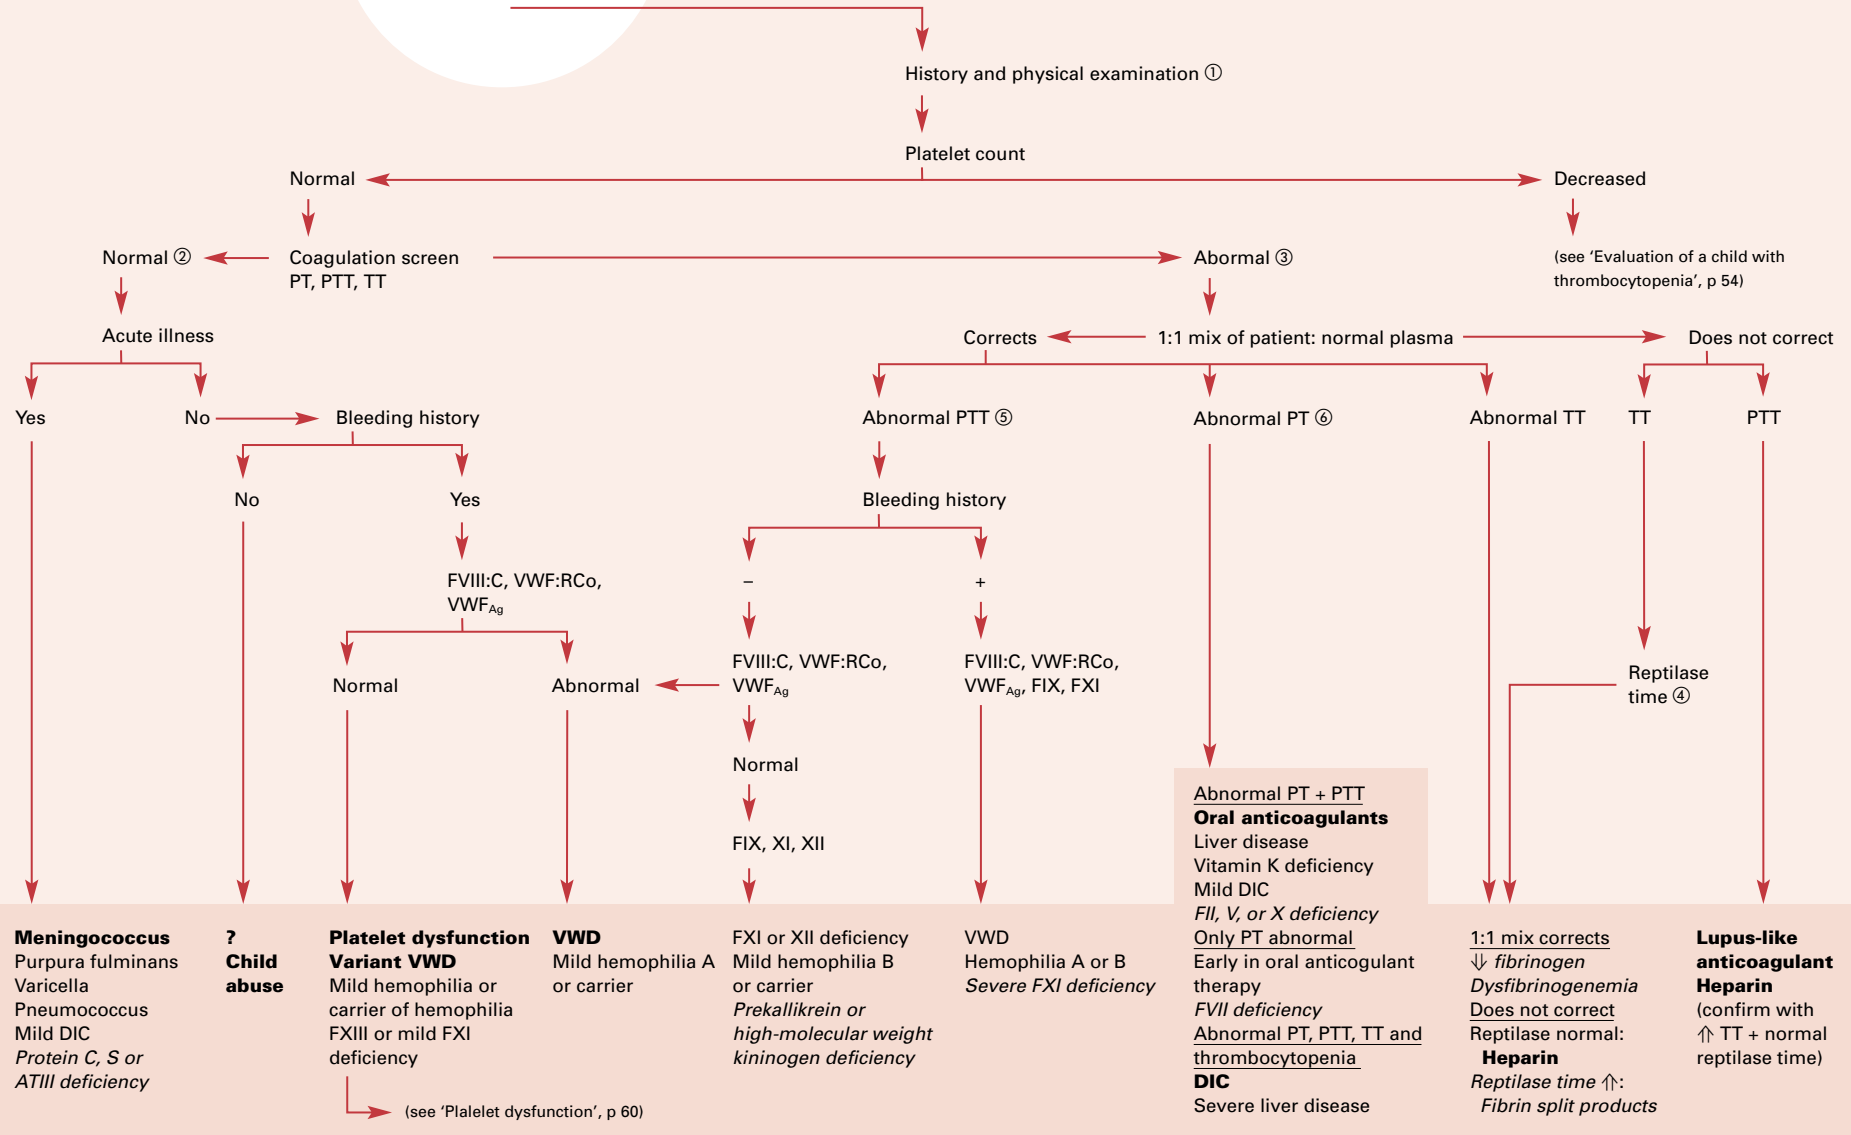 History and physical examination ①
Platelet count
Normal
Decreased
Normal ②
Coagulation screen
PT, PTT, TT
Abormal ③
(see ‘Evaluation of a child with
thrombocytopenia’, p 54)
Acute illness
Corrects
1:1 mix of patient: normal plasma
Does not correct
Yes
No
Bleeding history
Abnormal PTT ⑤
Abnormal PT ⑥
Abnormal TT
TT
PTT
No
Yes
Bleeding history
FVIII:C, VWF:RCo,
VWFAg
–
+
Normal
Abnormal
FVIII:C, VWF:RCo,
VWFAg
FVIII:C, VWF:RCo,
VWFAg, FIX, FXI
Reptilase
time ④
Normal
FIX, XI, XII
Meningococcus
Purpura fulminans
Varicella
Pneumococcus
Mild DIC
Protein C, S or
ATIII deficiency
?
Child
abuse
Platelet dysfunction
Variant VWD
Mild hemophilia or
carrier of hemophilia
FXIII or mild FXI
deficiency
(see ‘Plalelet dysfunction’, p 60)
VWD
Mild hemophilia A
or carrier
FXI or XII deficiency
Mild hemophilia B
or carrier
Prekallikrein or
high-molecular weight
kininogen deficiency
VWD
Hemophilia A or B
Severe FXI deficiency
Abnormal PT + PTT
Oral anticoagulants
Liver disease
Vitamin K deficiency
Mild DIC
FII, V, or X deficiency
Only PT abnormal
Early in oral anticogulant
therapy
FVII deficiency
Abnormal PT, PTT, TT and
thrombocytopenia
DIC
Severe liver disease
1:1 mix corrects
⇓ fibrinogen
Dysfibrinogenemia
Does not correct
Reptilase normal:
Heparin
Reptilase time ⇑:
Fibrin split products
Lupus-like
anticoagulant
Heparin
(confirm with
⇑ TT + normal
reptilase time)